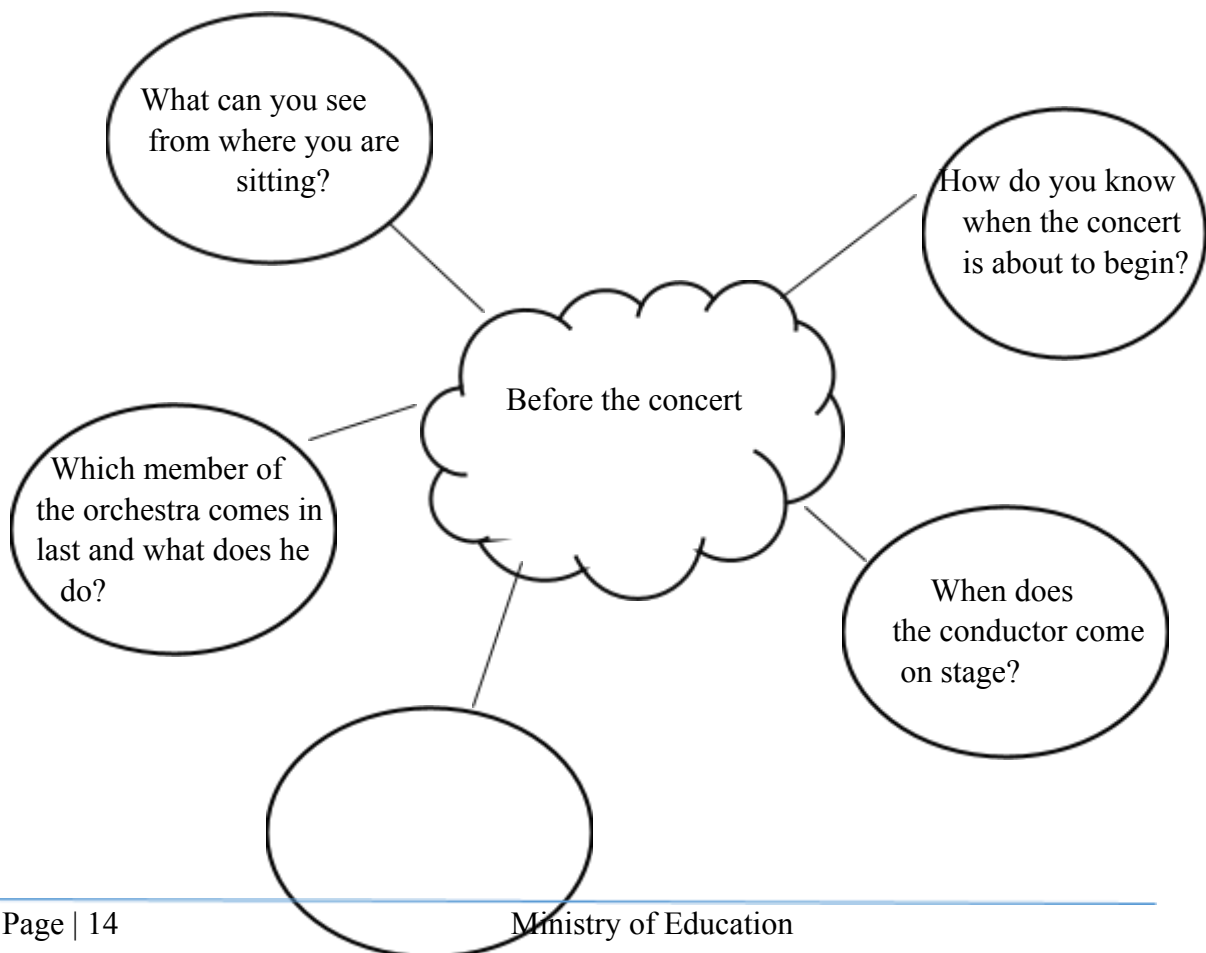 What can you see
from where you are
sitting?
How do you know
when the concert
is about to begin?
Before the concert
Which member of
the orchestra comes in
last and what does he
do?
When does
the conductor come
on stage?
Page | 14
Ministry of Education